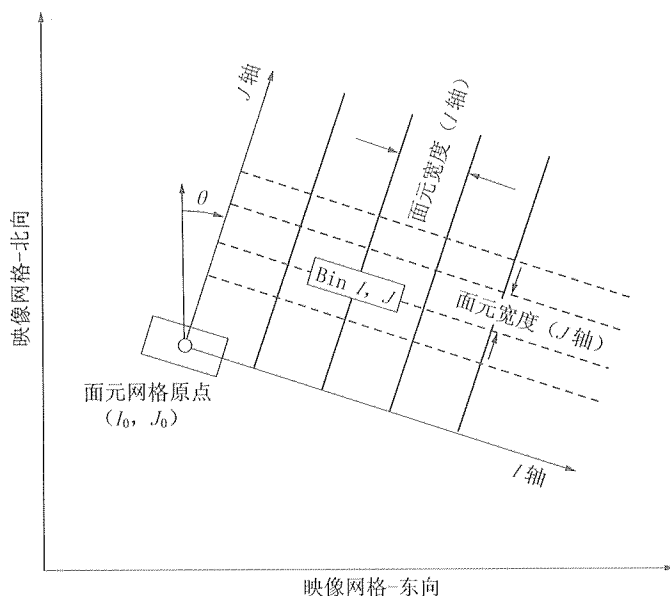 J轴
面元宽度（I轴）
θ
映像网格-北向
Bin I, J
面元宽度（J轴）
面元网格原点
（I₀, J₀）
I轴
映像网格-东向